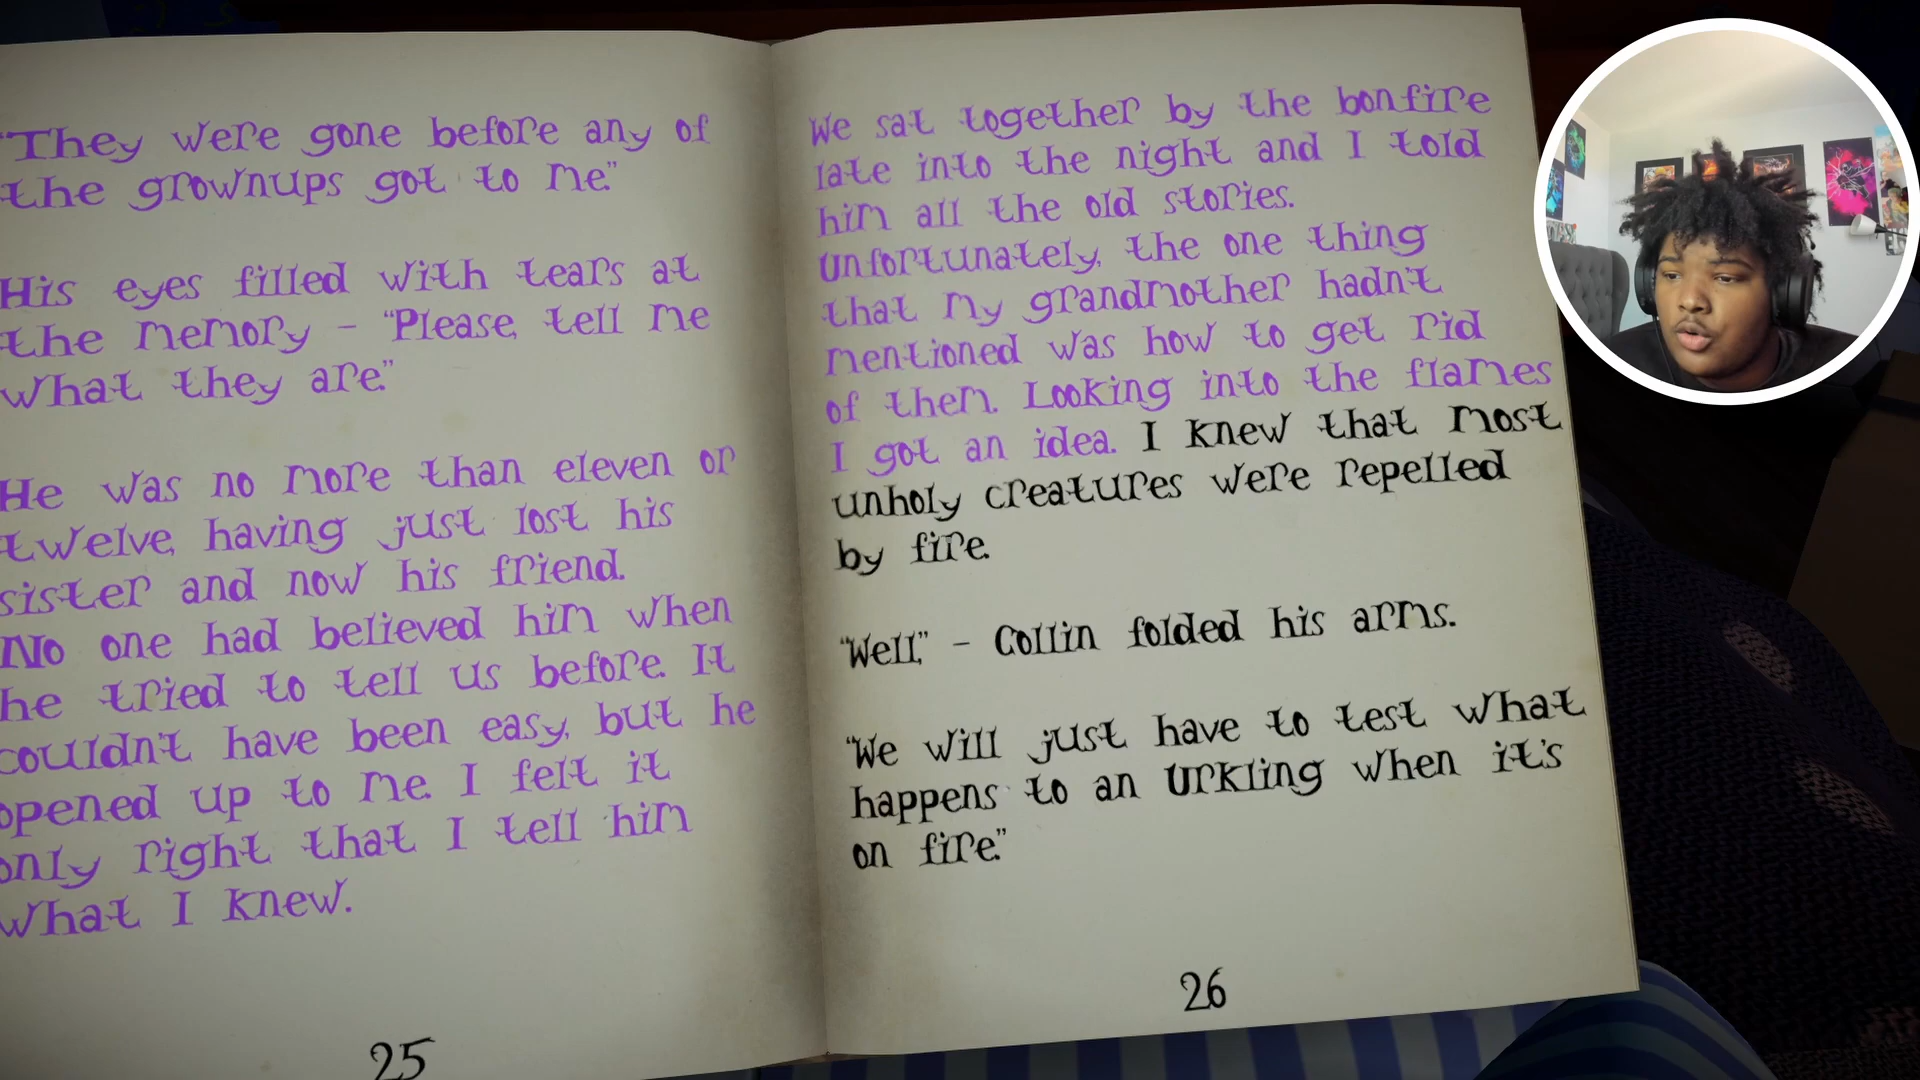 "They were gone before any of
the grownups got to me."
His eyes filled with tears at
the memory - "Please, tell me
what they are."
He was no more than eleven or
twelve, having just lost his
sister and now his friend.
No one had believed him when
he tried to tell us before. It
couldn't have been easy, but he
opened up to me. I felt it
only right that I tell him
what I knew.
25
We sat together by the bonfire
late into the night and I told
him all the old stories.
Unfortunately, the one thing
that my grandmother hadn't
mentioned was how to get rid
of them. Looking into the flames
I got an idea. I knew that most
unholy creatures were repelled
by fire.
"Well," - Collin folded his arms.
"We will just have to test what
happens to an Urkling when it's
on fire."
26